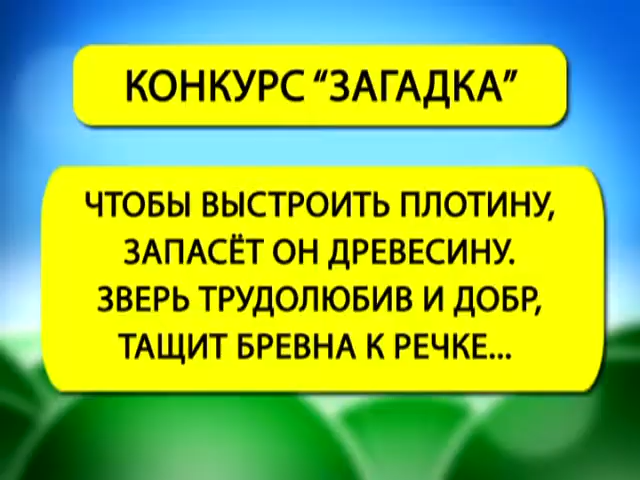 КОНКУРС “ЗАГАДКА”
ЧТОБЫ ВЫСТРОИТЬ ПЛОТИНУ,
ЗАПАСЁТ ОН ДРЕВЕСИНУ.
ЗВЕРЬ ТРУДОЛЮБИВ И ДОБР,
ТАЩИТ БРЕВНА К РЕЧКЕ...